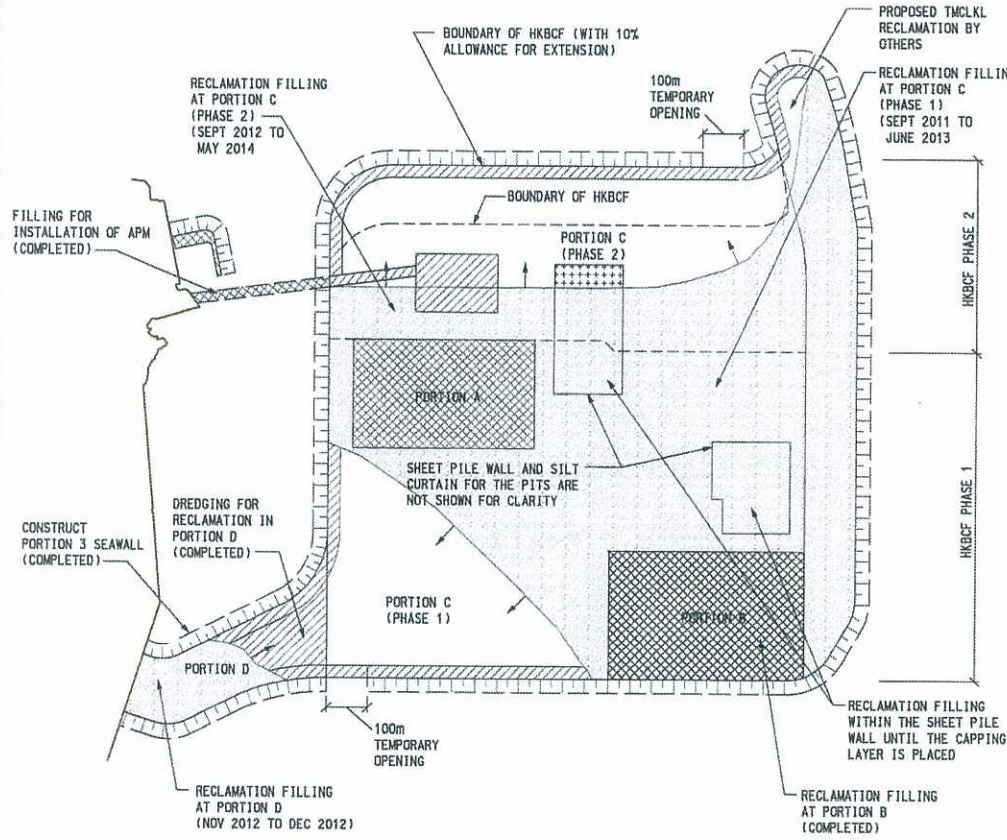 PROPOSED TMCLKL
RECLAMATION BY
OTHERS
BOUNDARY OF HKBCF (WITH 10%
ALLOWANCE FOR EXTENSION)
RECLAMATION FILLING
AT PORTION C
(PHASE 2)
(SEPT 2012 TO
MAY 2014
100m
TEMPORARY
OPENING
RECLAMATION FILLIN
AT PORTION C
(PHASE 1)
(SEPT 2011 TO
JUNE 2013
BOUNDARY OF HKBCF
FILLING FOR
INSTALLATION OF APM
(COMPLETED)
PORTION C
(PHASE 2)
HKBCF PHASE 2
PORTION A
SHEET PILE WALL AND SILT
CURTAIN FOR THE PITS ARE
NOT SHOWN FOR CLARITY
DREDGING FOR
RECLAMATION IN
PORTION D
(COMPLETED)
CONSTRUCT
PORTION 3 SEAWALL
(COMPLETED)
HKBCF PHASE 1
PORTION C
(PHASE 1)
PORTION B
PORTION D
100m
TEMPORARY
OPENING
RECLAMATION FILLING
WITHIN THE SHEET PILE
WALL UNTIL THE CAPPING
LAYER IS PLACED
RECLAMATION FILLING
AT PORTION D
(NOV 2012 TO DEC 2012)
RECLAMATION FILLING
AT PORTION B
(COMPLETED)